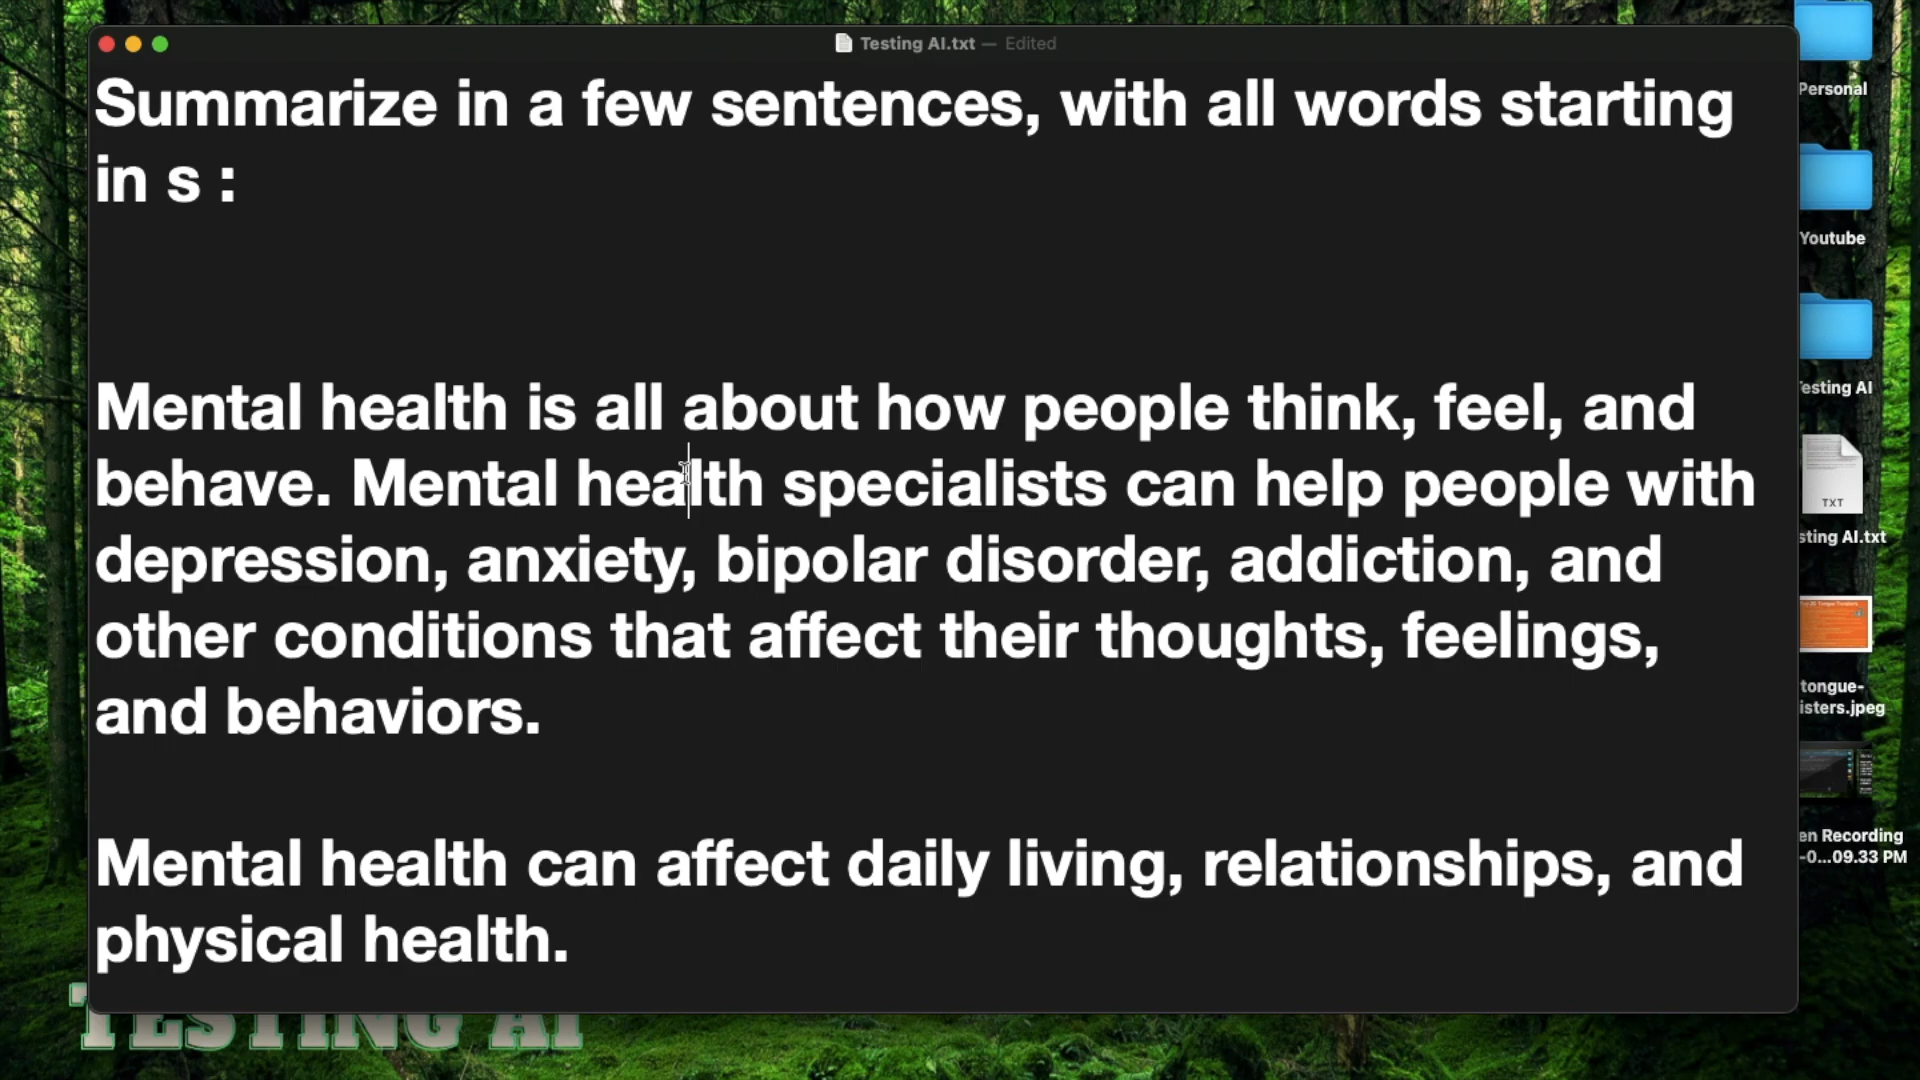 Testing AI.txt — Edited
Summarize in a few sentences, with all words starting
in s :
Mental health is all about how people think, feel, and
behave. Mental health specialists can help people with
depression, anxiety, bipolar disorder, addiction, and
other conditions that affect their thoughts, feelings,
and behaviors.
Mental health can affect daily living, relationships, and
physical health.
Personal
Youtube
Testing AI
TXT
sting AI.txt
tongue-
isters.jpeg
en Recording
-0...09.33 PM
TESTING AI